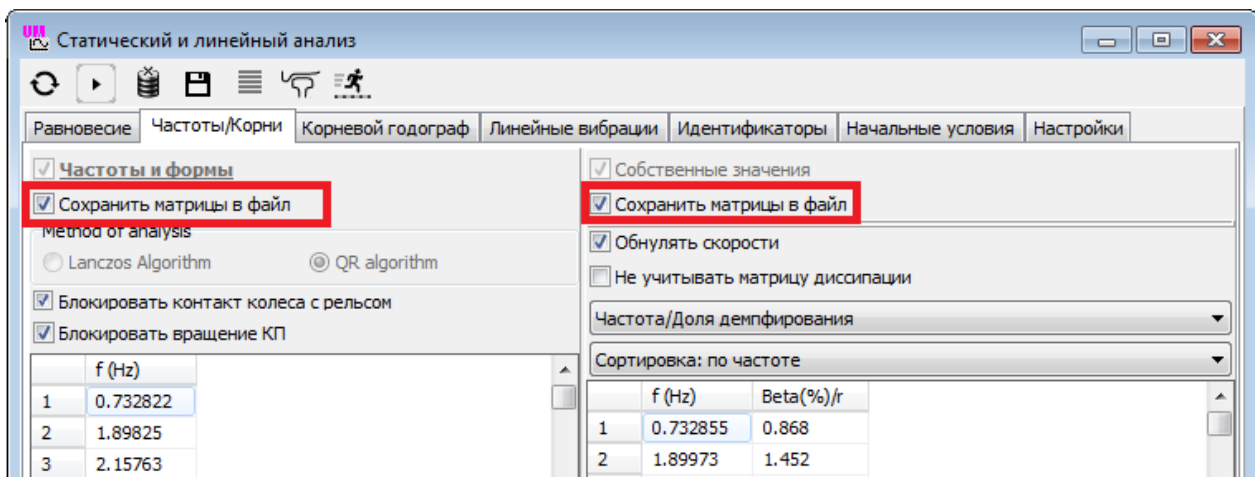 UM Статический и линейный анализ
Равновесие Частоты/Корни Корневой годограф Линейные вибрации Идентификаторы Начальные условия Настройки
Частоты и формы
Сохранить матрицы в файл
Method of analysis
Lanczos Algorithm QR algorithm
Блокировать контакт колеса с рельсом
Блокировать вращение КП
f (Hz)
1 0.732822
2 1.89825
3 2.15763
Собственные значения
Сохранить матрицы в файл
Обнулять скорости
Не учитывать матрицу диссипации
Частота/Доля демпфирования
Сортировка: по частоте
f (Hz) Beta(%)/r
1 0.732855 0.868
2 1.89973 1.452